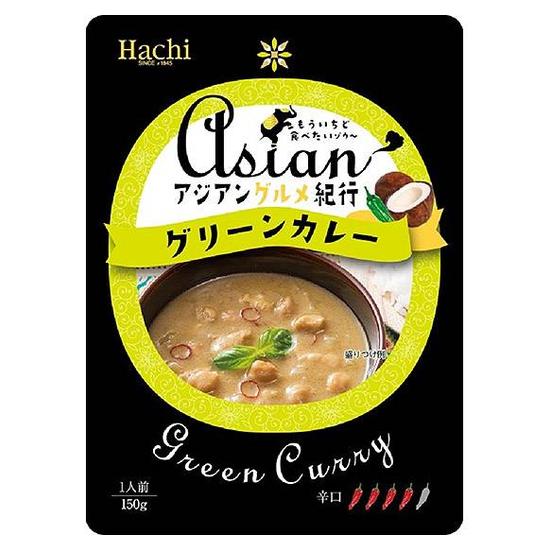 Hachi
SINCE 1845
もういちど
食べたいゾウ〜
asian
アジアングルメ紀行
グリーンカレー
盛りつけ例
Green Curry
1人前
150g
辛口